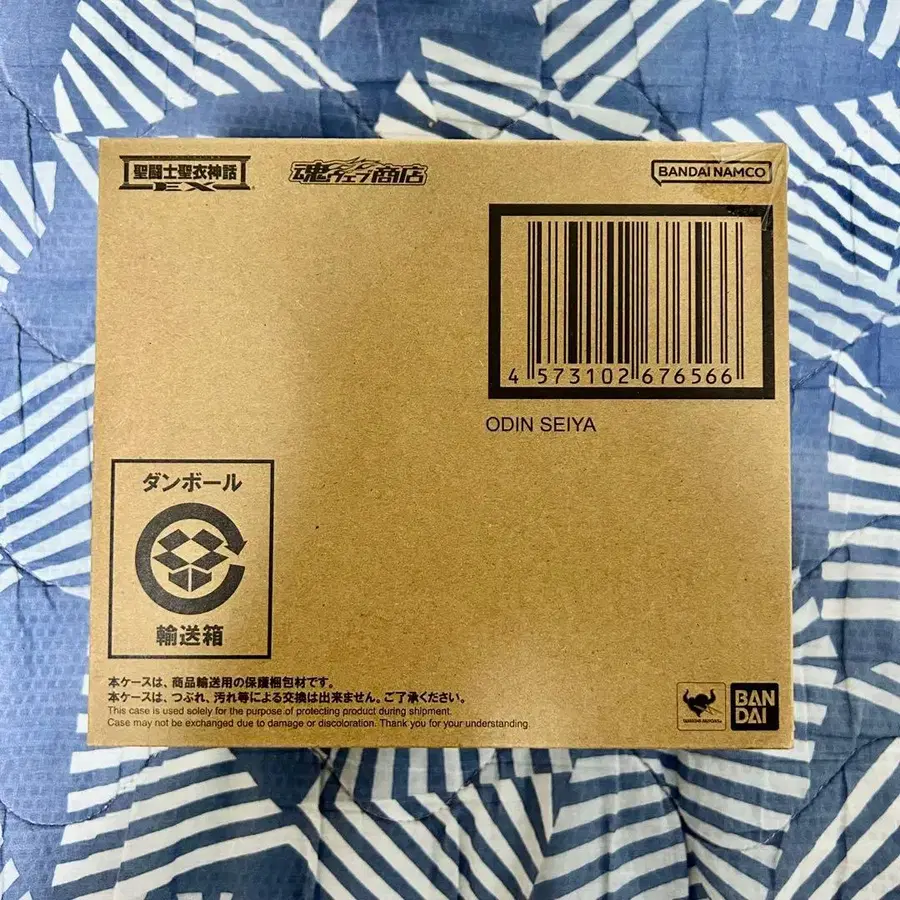 聖闘士聖衣神話
EX
魂ウェブ商店
BANDAI NAMCO
4 573102 676566
ODIN SEIYA
ダンボール
輸送箱
本ケースは、商品輸送用の保護梱包材です。
本ケースは、つぶれ、汚れ等による交換は出来ません。ご了承ください。
This case is used solely for the purpose of protecting product during shipment.
Case may not be exchanged due to damage or discoloration. Thank you for your understanding.
BAN
DAI